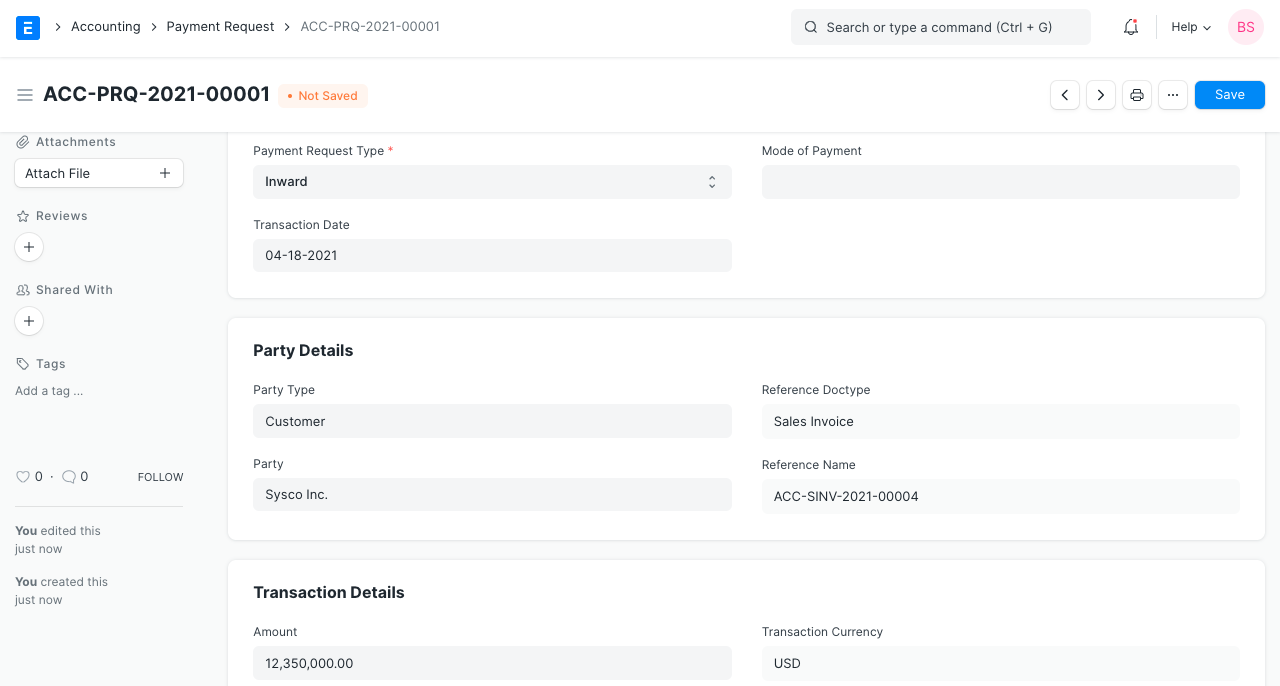 E
Accounting
Payment Request
ACC-PRQ-2021-00001
Search or type a command (Ctrl + G)
Help
BS
ACC-PRQ-2021-00001
Not Saved
Save
Attachments
Attach File
Reviews
Shared With
Tags
Add a tag ...
0 · 0
FOLLOW
You edited this
just now
You created this
just now
Payment Request Type *
Inward
Mode of Payment
Transaction Date
04-18-2021
Party Details
Party Type
Customer
Reference Doctype
Sales Invoice
Party
Sysco Inc.
Reference Name
ACC-SINV-2021-00004
Transaction Details
Amount
12,350,000.00
Transaction Currency
USD